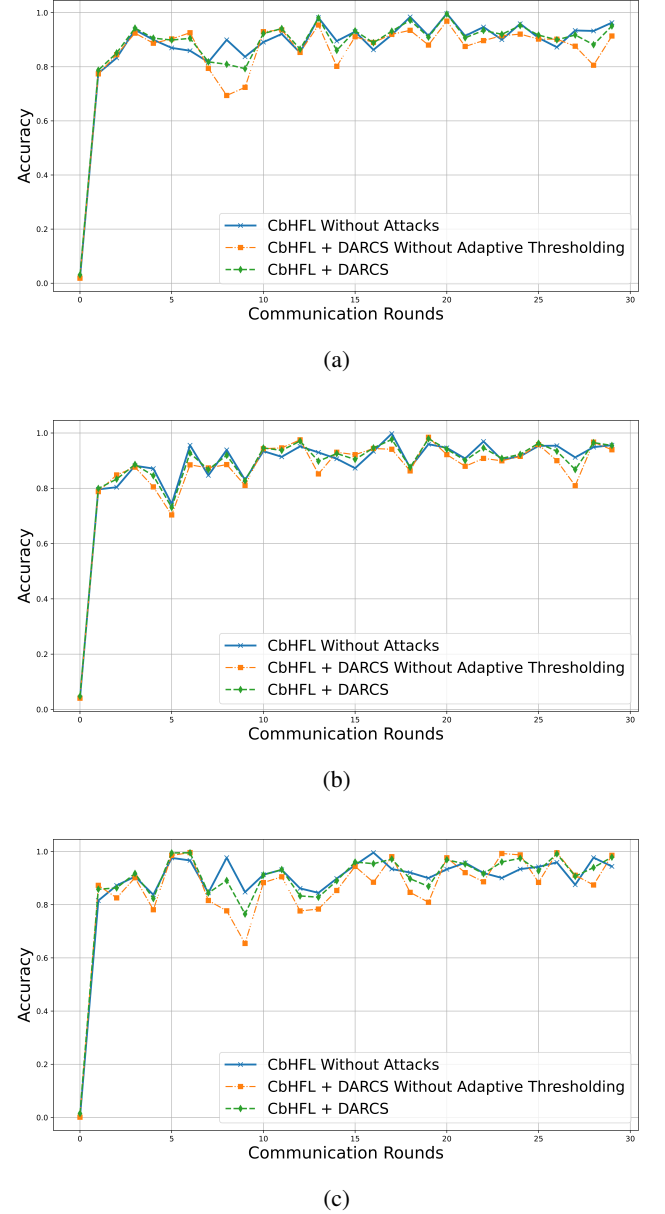 1.0
0.8
0.6
0.4
0.2
0.0
Accuracy
CbHFL Without Attacks
CbHFL + DARCS Without Adaptive Thresholding
CbHFL + DARCS
0 5 10 15 20 25 30
Communication Rounds
(a)
1.0
0.8
0.6
0.4
0.2
0.0
Accuracy
CbHFL Without Attacks
CbHFL + DARCS Without Adaptive Thresholding
CbHFL + DARCS
0 5 10 15 20 25 30
Communication Rounds
(b)
1.0
0.8
0.6
0.4
0.2
0.0
Accuracy
CbHFL Without Attacks
CbHFL + DARCS Without Adaptive Thresholding
CbHFL + DARCS
0 5 10 15 20 25 30
Communication Rounds
(c)